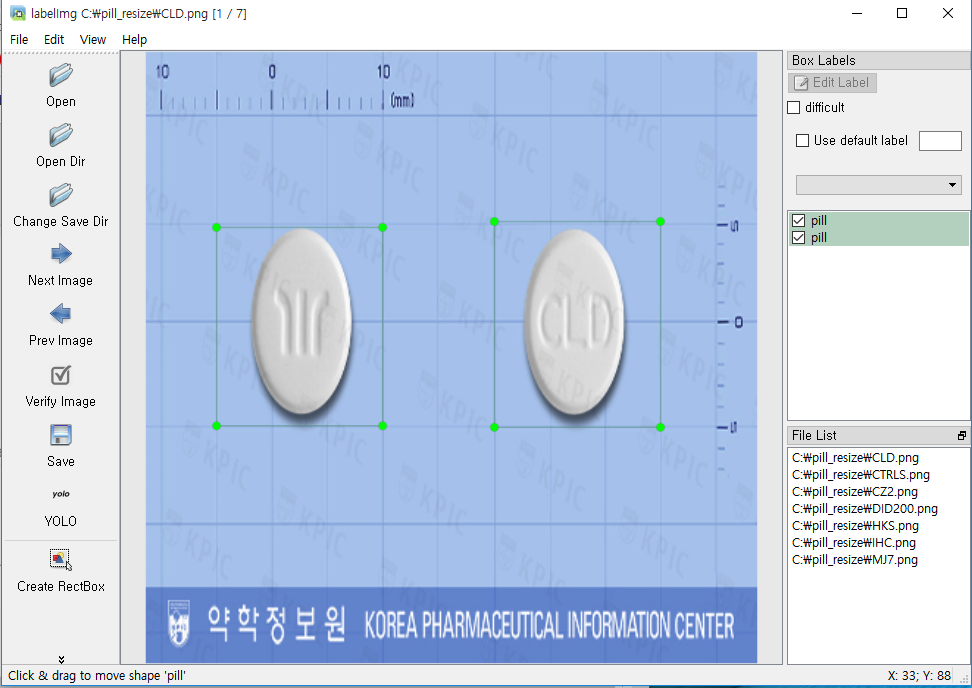 labelImg C:₩pill_resize₩CLD.png [1 / 7]
File Edit View Help
Open
Open Dir
Change Save Dir
Next Image
Prev Image
Verify Image
Save
yolo
YOLO
Create RectBox
10 0 10
(mm)
KPIC
CLD
5
0
5
약학정보원 KOREA PHARMACEUTICAL INFORMATION CENTER
Box Labels
Edit Label
difficult
Use default label
pill
pill
File List
C:₩pill_resize₩CLD.png
C:₩pill_resize₩CTRLS.png
C:₩pill_resize₩CZ2.png
C:₩pill_resize₩DID200.png
C:₩pill_resize₩HKS.png
C:₩pill_resize₩IHC.png
C:₩pill_resize₩MJ7.png
Click & drag to move shape 'pill'
X: 33; Y: 88